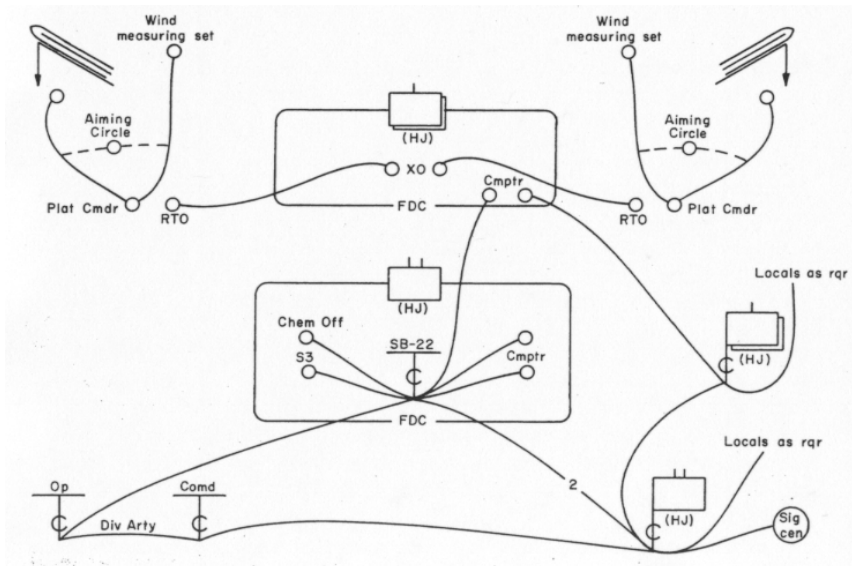 Wind
measuring set
Wind
measuring set
Aiming
Circle
(HJ)
Aiming
Circle
XO
Cmptr
Plat Cmdr
RTO
FDC
RTO
Plat Cmdr
(HJ)
Locals as rqr
Chem Off
SB-22
S3
Cmptr
(HJ)
FDC
Locals as rqr
Op
Comd
2
Div Arty
(HJ)
Sig
cen